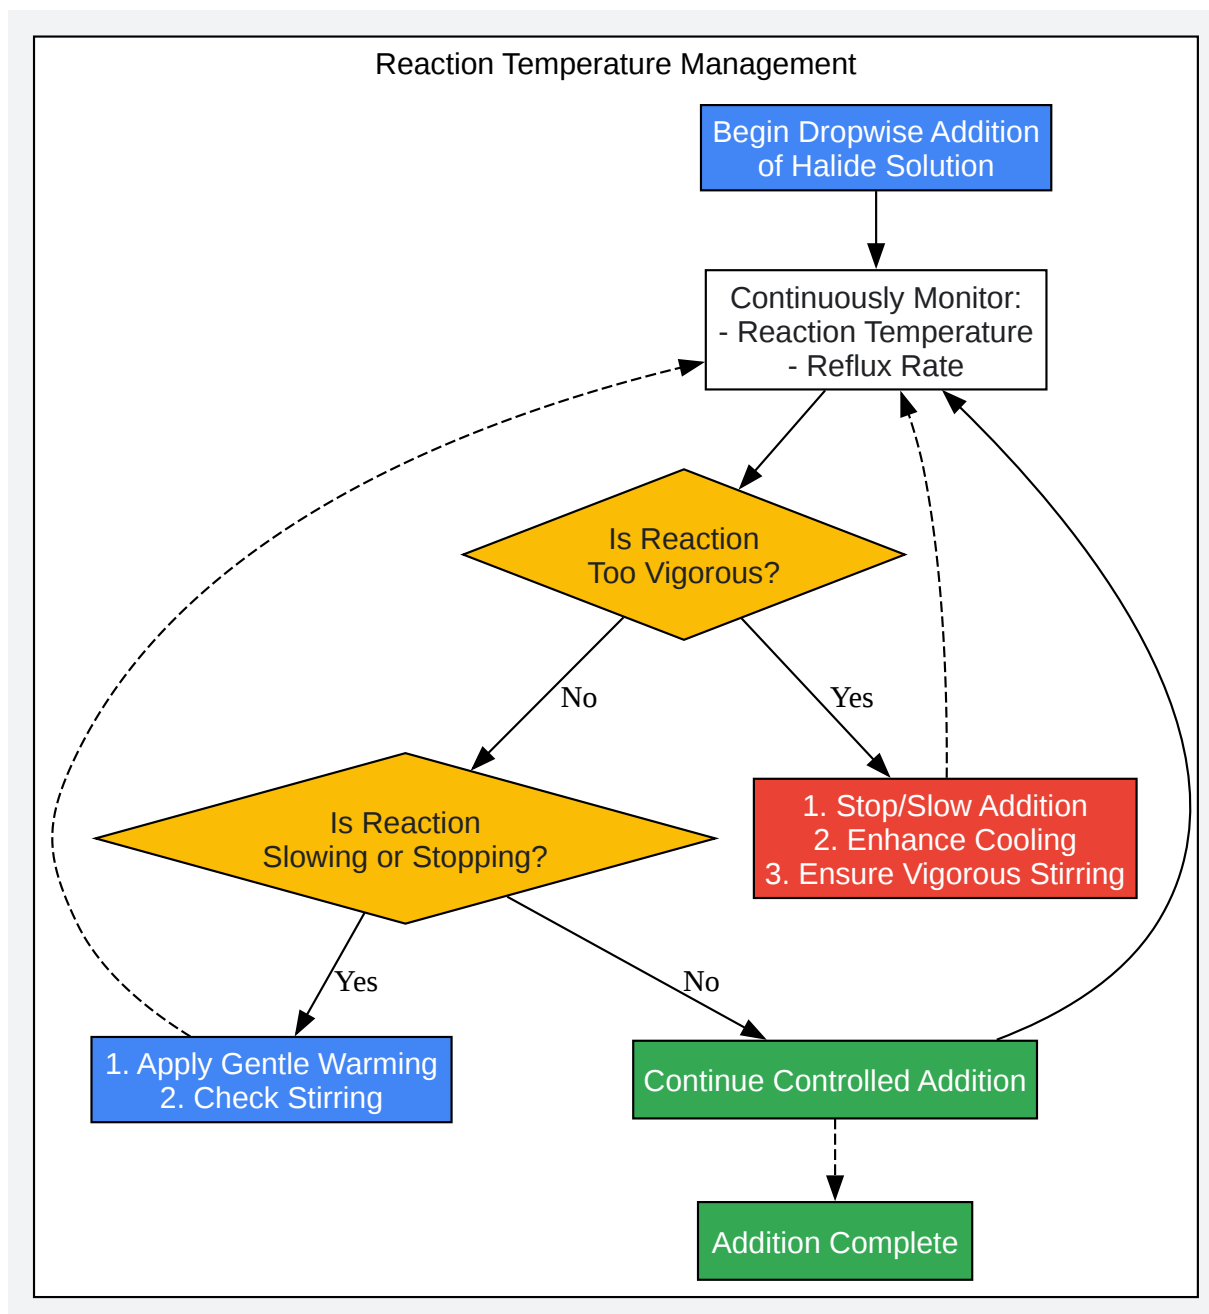 Reaction Temperature Management
Begin Dropwise Addition
of Halide Solution
Continuously Monitor:
- Reaction Temperature
- Reflux Rate
Is Reaction
Too Vigorous?
No
Yes
Is Reaction
Slowing or Stopping?
1. Stop/Slow Addition
2. Enhance Cooling
3. Ensure Vigorous Stirring
Yes
No
1. Apply Gentle Warming
2. Check Stirring
Continue Controlled Addition
Addition Complete